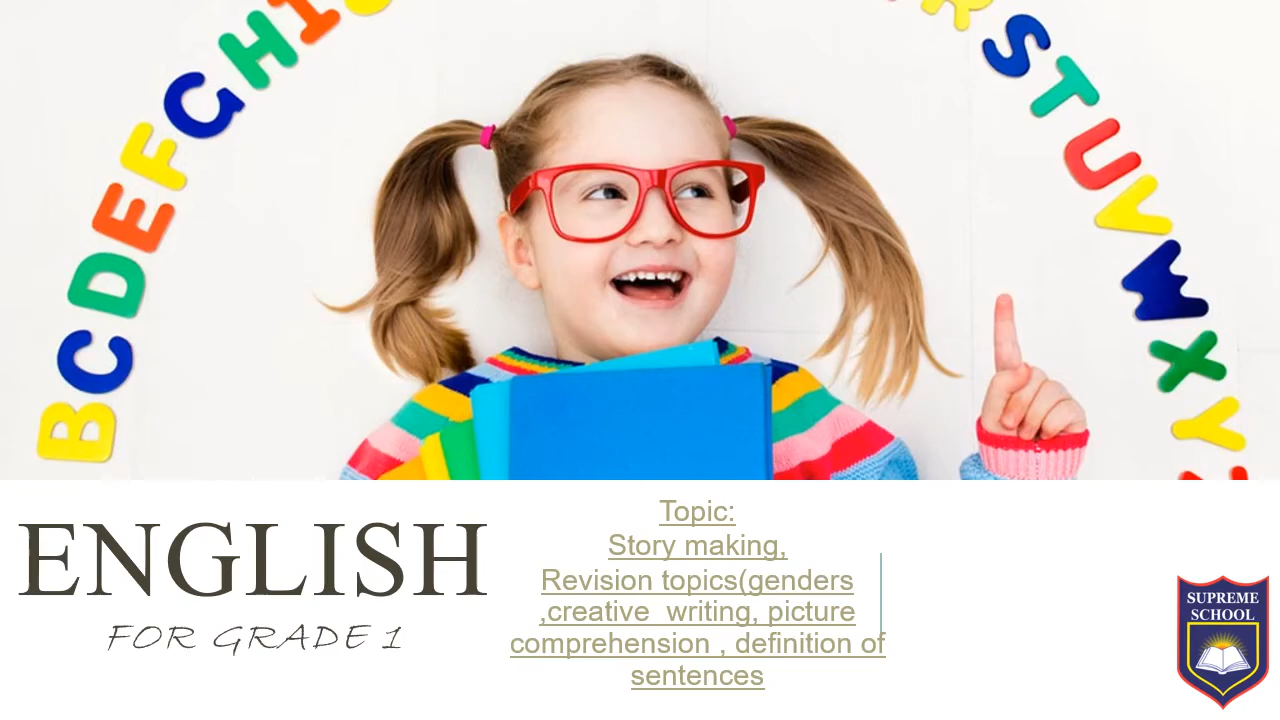 B C D E F G H I
R S T U V W X Y Z
ENGLISH
FOR GRADE 1
Topic:
Story making,
Revision topics(genders
,creative  writing, picture
comprehension , definition of
sentences
SUPREME
SCHOOL